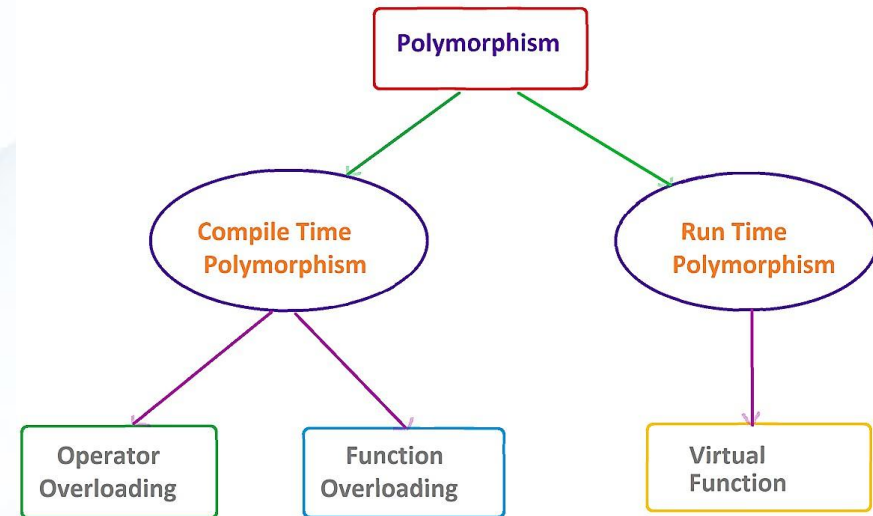 Polymorphism
Compile Time
Polymorphism
Run Time
Polymorphism
Operator
Overloading
Function
Overloading
Virtual
Function